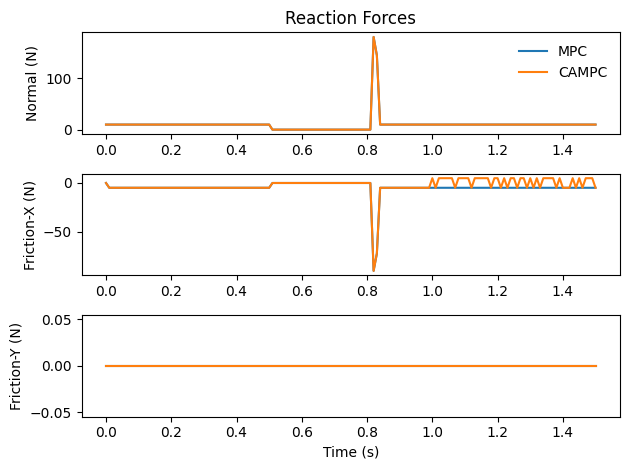 Reaction Forces
Normal (N)
100
0
MPC
CAMPC
0.0 0.2 0.4 0.6 0.8 1.0 1.2 1.4
Friction-X (N)
0
−50
0.0 0.2 0.4 0.6 0.8 1.0 1.2 1.4
Friction-Y (N)
0.05
0.00
−0.05
0.0 0.2 0.4 0.6 0.8 1.0 1.2 1.4
Time (s)